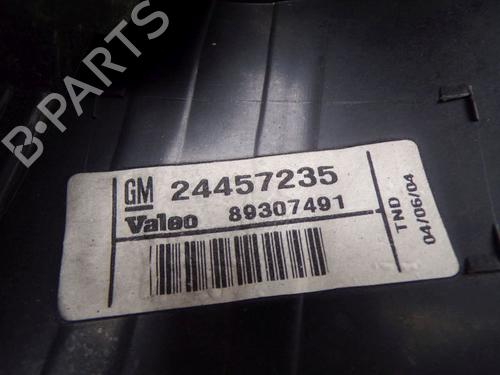 B-PARTS
GM 24457235
Valeo 89307491
TND
04/06/04